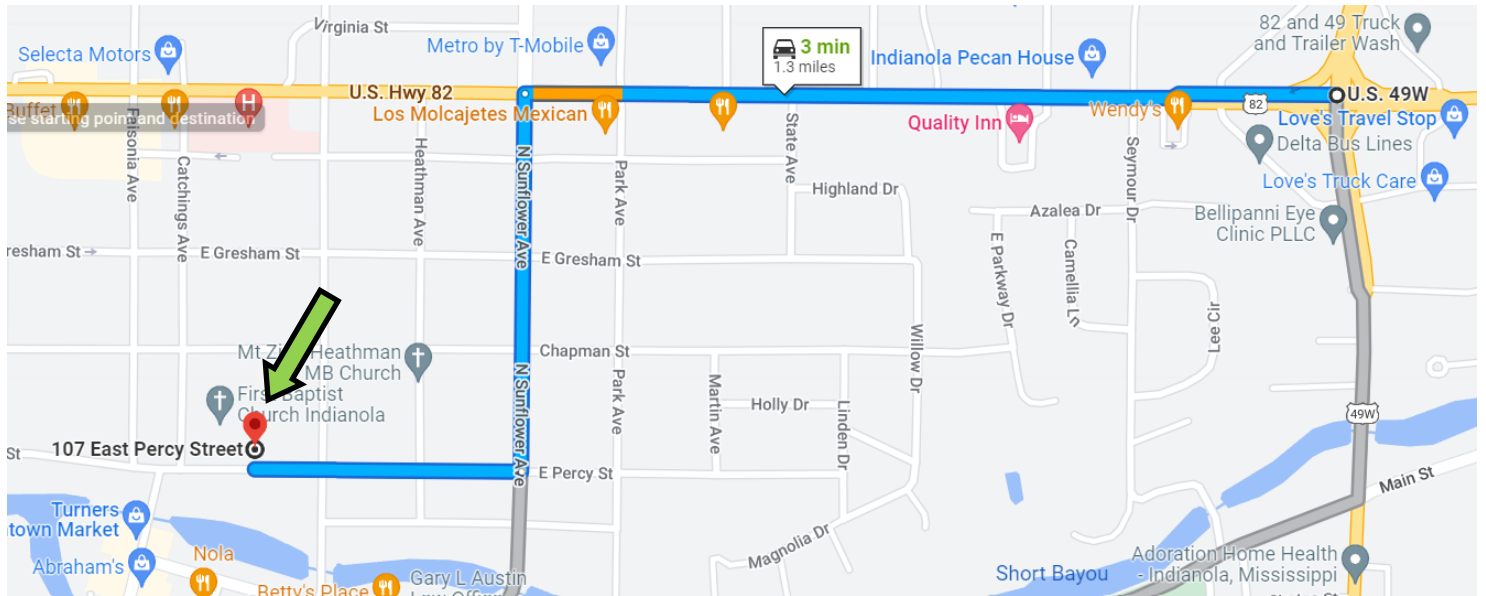 Virginia St
Selecta Motors
Metro by T-Mobile
3 min
1.3 miles
Indianola Pecan House
82 and 49 Truck
and Trailer Wash
Buffet
U.S. Hwy 82
Los Molcajetes Mexican
H
se starting point and destination
Wendy's
82
U.S. 49W
Love's Travel Stop
Quality Inn
Delta Bus Lines
Faisonia Ave
Catchings Ave
Heathman Ave
N Sunflower Ave
Park Ave
State Ave
Highland Dr
Seymour Dr
Love's Truck Care
Azalea Dr
Bellipanni Eye
Clinic PLLC
resham St
E Gresham St
E Gresham St
E Parkway Dr
Camellia Ln
Lee Cir
Willow Dr
Mt Zi Heathman
MB Church
Chapman St
First Baptist
Church Indianola
N Sunflower Ave
Park Ave
Martin Ave
Holly Dr
Linden Dr
49W
St
107 East Percy Street
E Percy St
Main St
Turners
town Market
Magnolia Dr
Abraham's
Nola
Betty's Place
Gary L Austin
Short Bayou
Adoration Home Health
- Indianola, Mississippi